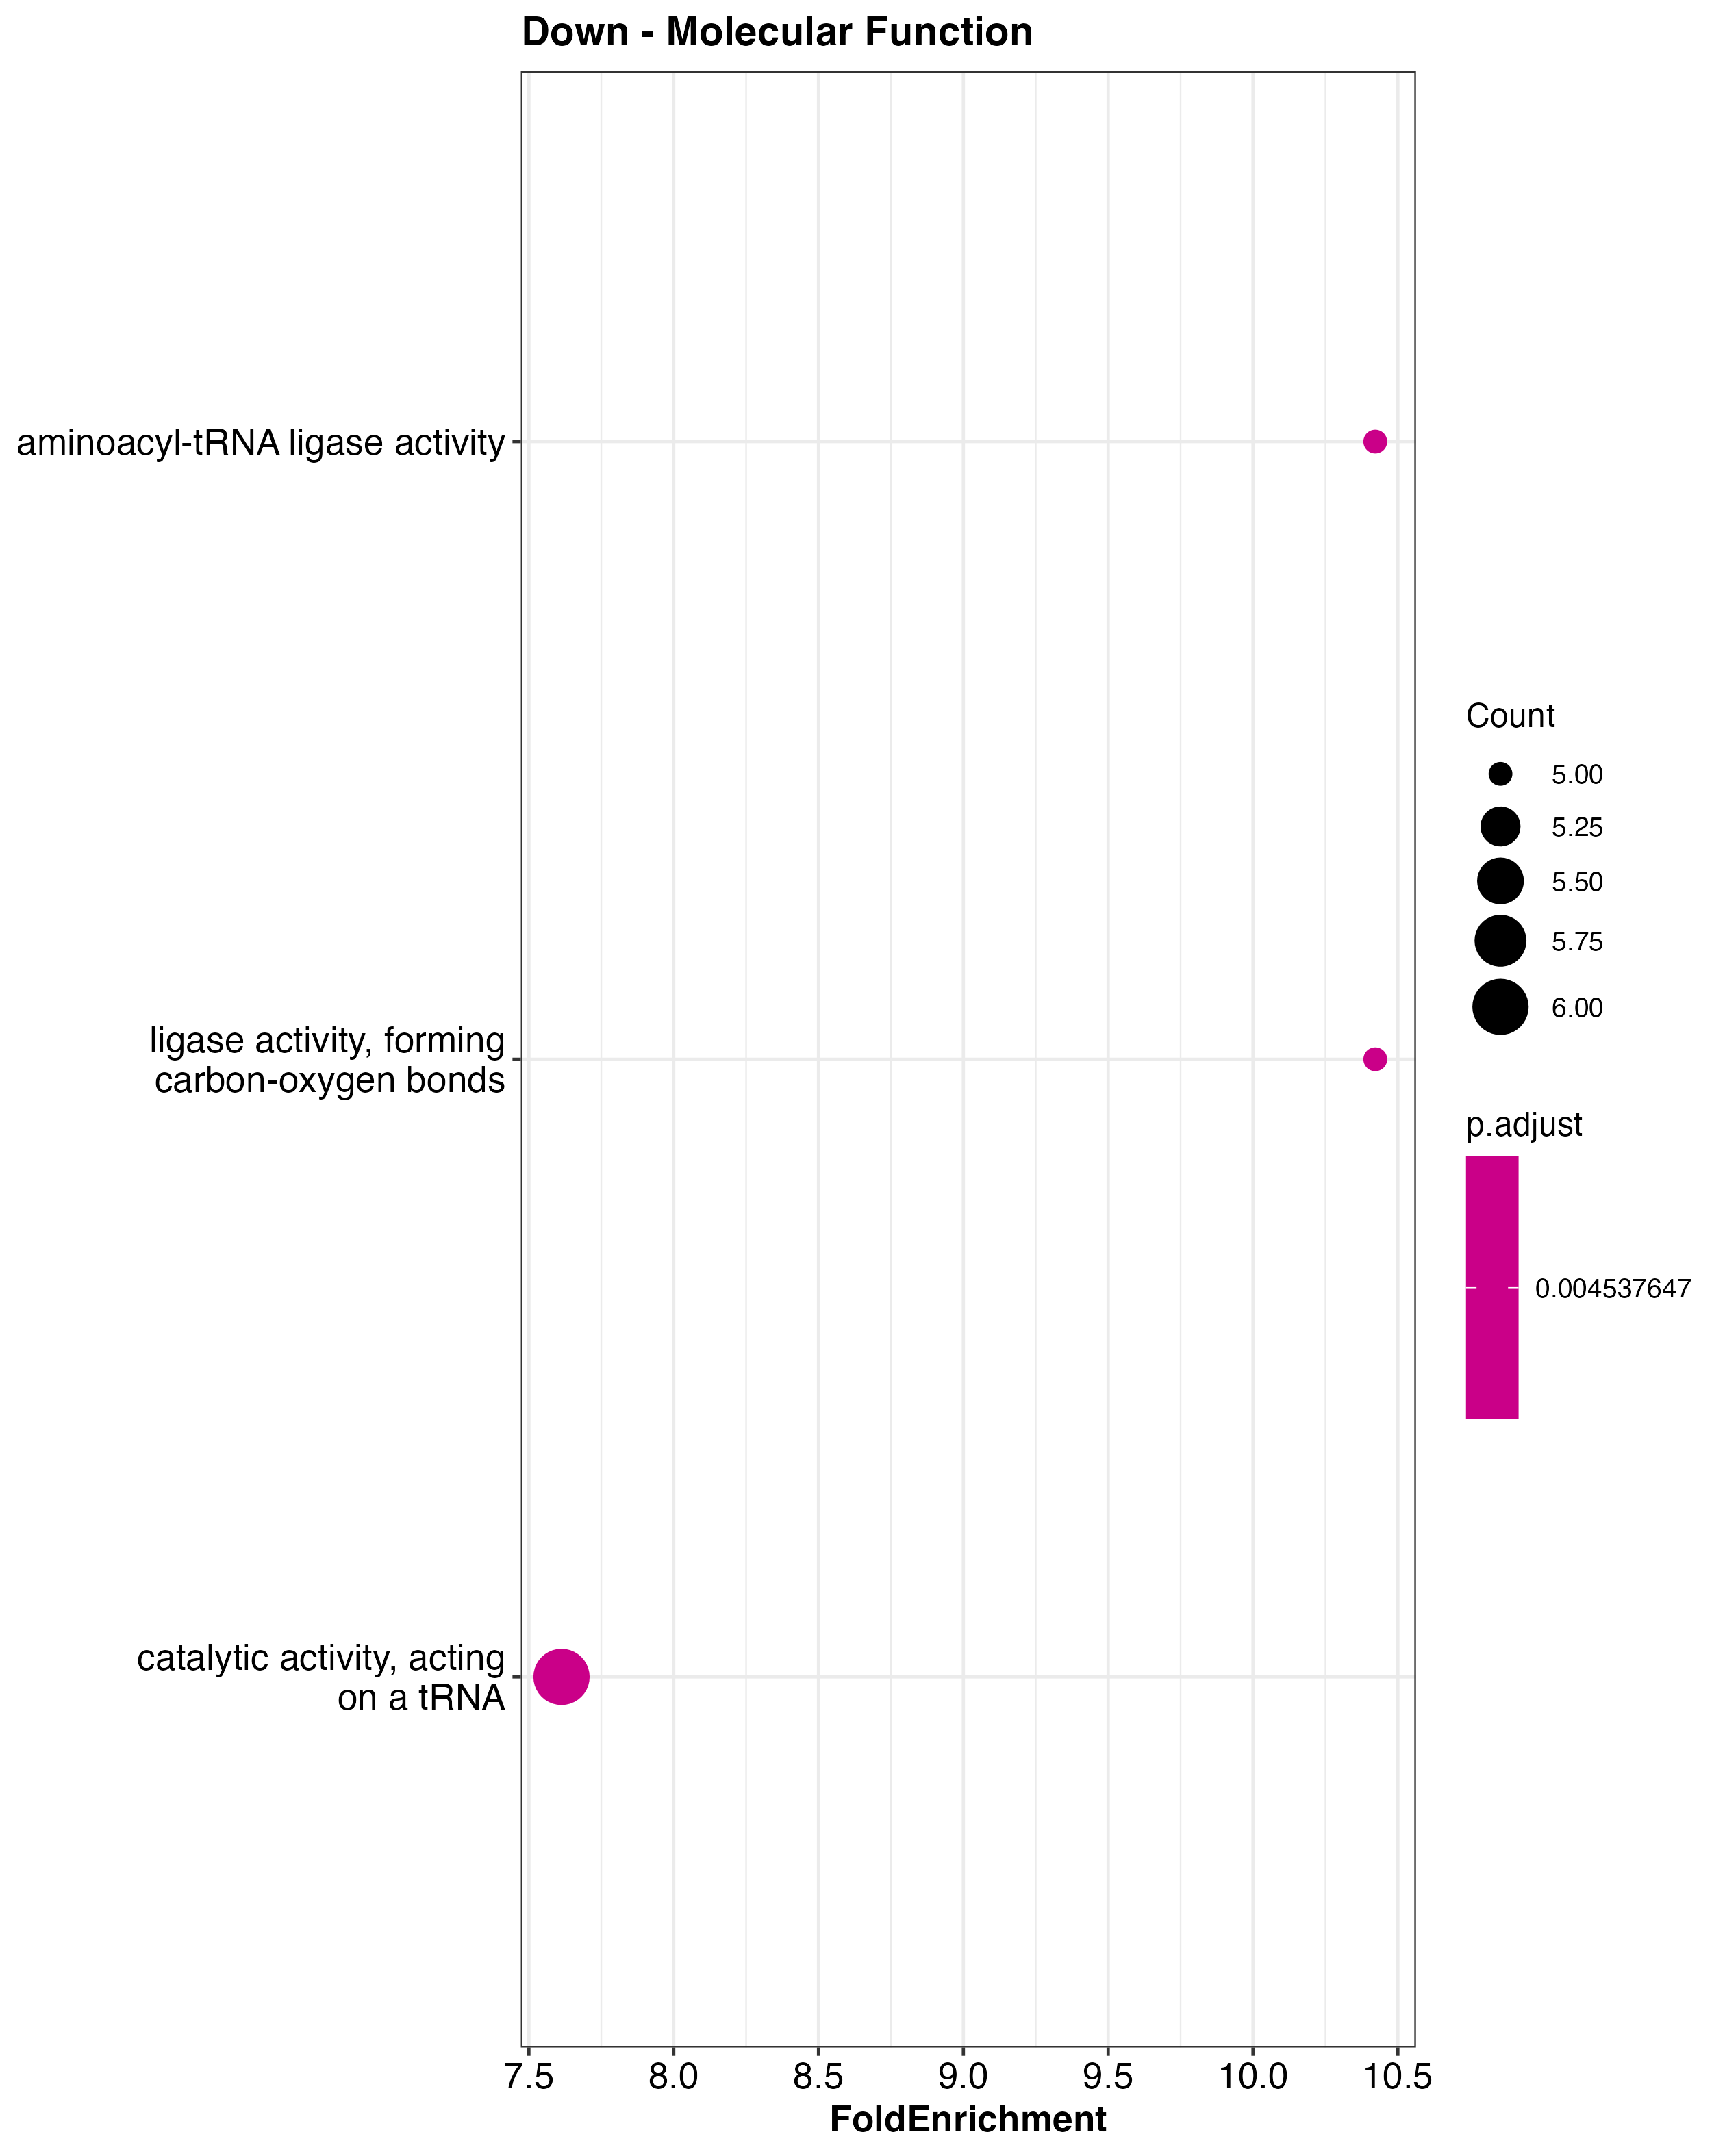 Down - Molecular Function
aminoacyl-tRNA ligase activity
ligase activity, forming
carbon-oxygen bonds
catalytic activity, acting
on a tRNA
7.5 8.0 8.5 9.0 9.5 10.0 10.5
FoldEnrichment
Count
5.00
5.25
5.50
5.75
6.00
p.adjust
0.004537647